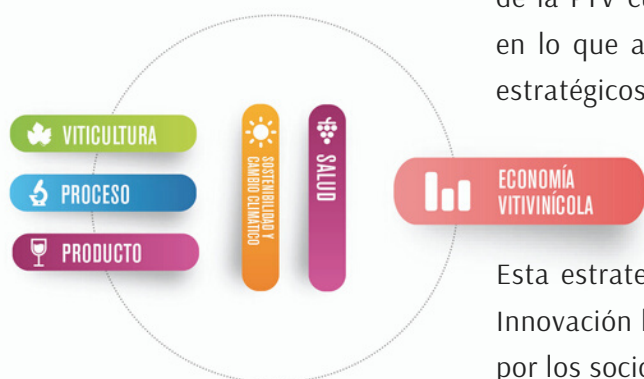 de la PTV
en lo que a
estratégicos
VITICULTURA
PROCESO
PRODUCTO
SOSTENIBILIDAD Y
CAMBIO CLIMÁTICO
SALUD
ECONOMÍA
VITIVINÍCOLA
Esta estrate
Innovación
por los socio